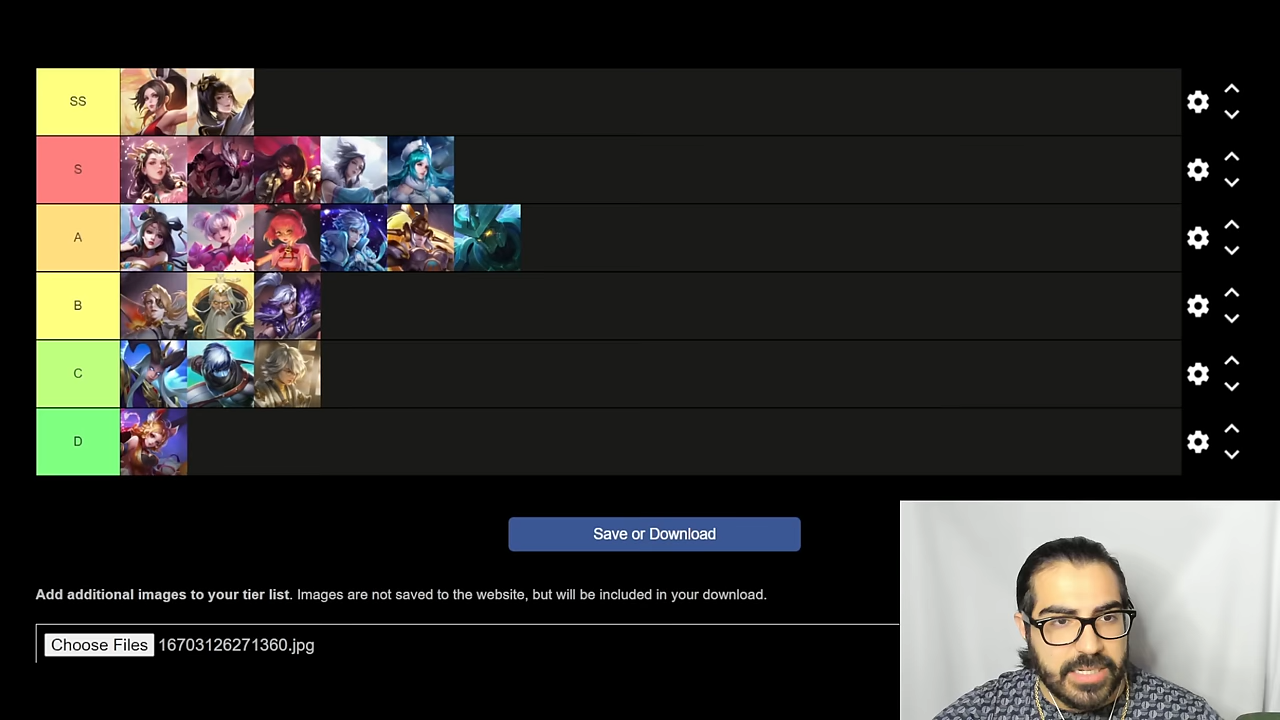 SS
S
A
B
C
D
Save or Download
Add additional images to your tier list. Images are not saved to the website, but will be included in your download.
Choose Files 16703126271360.jpg